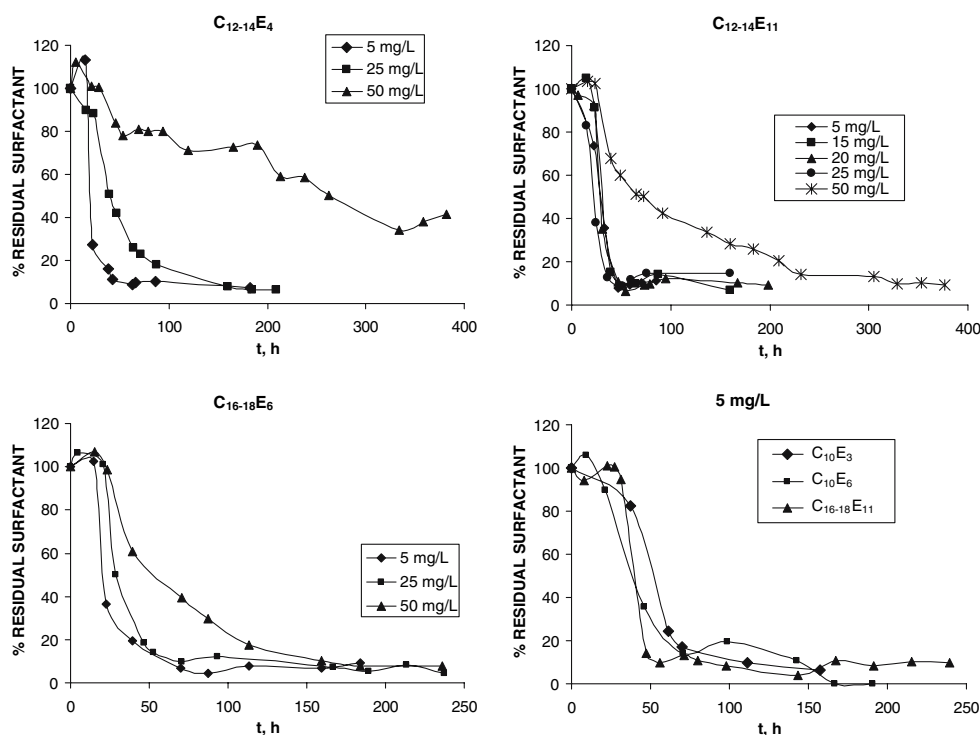 C12-14E4
120
100
80
60
40
20
0
% RESIDUAL SURFACTANT
0 100 200 300 400
t, h
5 mg/L
25 mg/L
50 mg/L
C12-14E11
120
100
80
60
40
20
0
% RESIDUAL SURFACTANT
0 100 200 300 400
t, h
5 mg/L
15 mg/L
20 mg/L
25 mg/L
50 mg/L
C16-18E6
120
100
80
60
40
20
0
% RESIDUAL SURFACTANT
0 50 100 150 200 250
t, h
5 mg/L
25 mg/L
50 mg/L
5 mg/L
120
100
80
60
40
20
0
% RESIDUAL SURFACTANT
0 50 100 150 200 250
t, h
C10E3
C10E6
C16-18E11